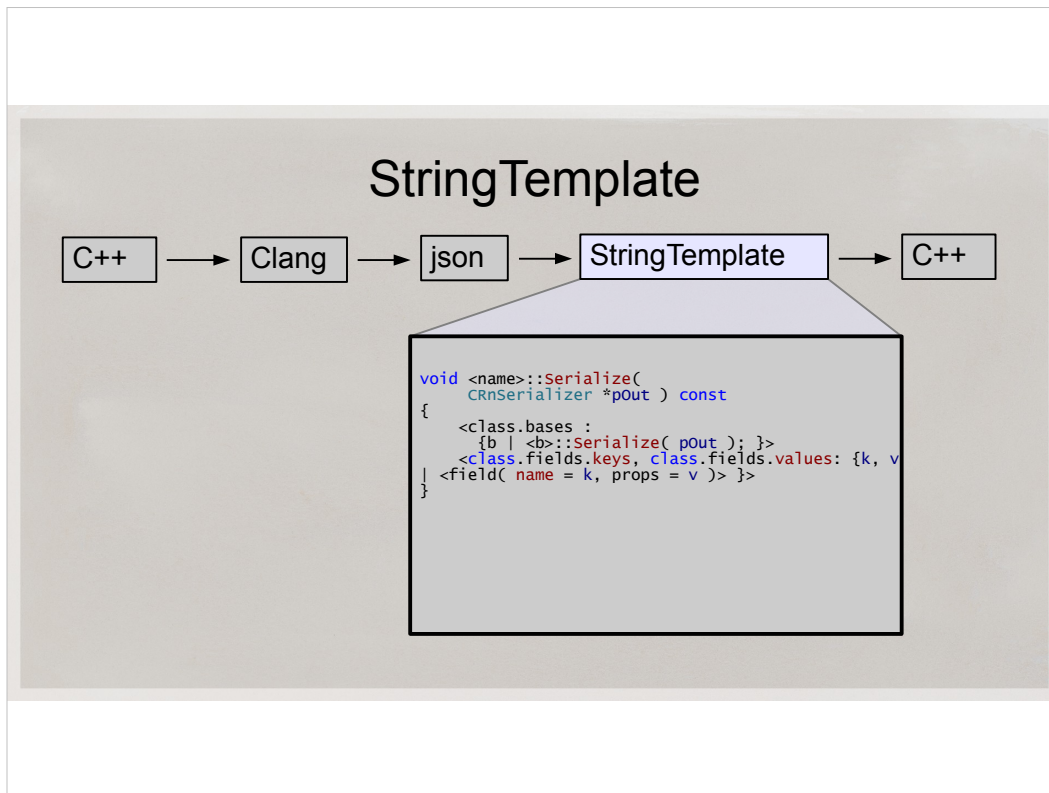 StringTemplate
C++
Clang
json
StringTemplate
C++
void <name>::Serialize(
CRnSerializer *pOut ) const
{
<class.bases :
{b | <b>::Serialize( pOut ); }>
<class.fields.keys, class.fields.values: {k, v
| <field( name = k, props = v )> }>
}